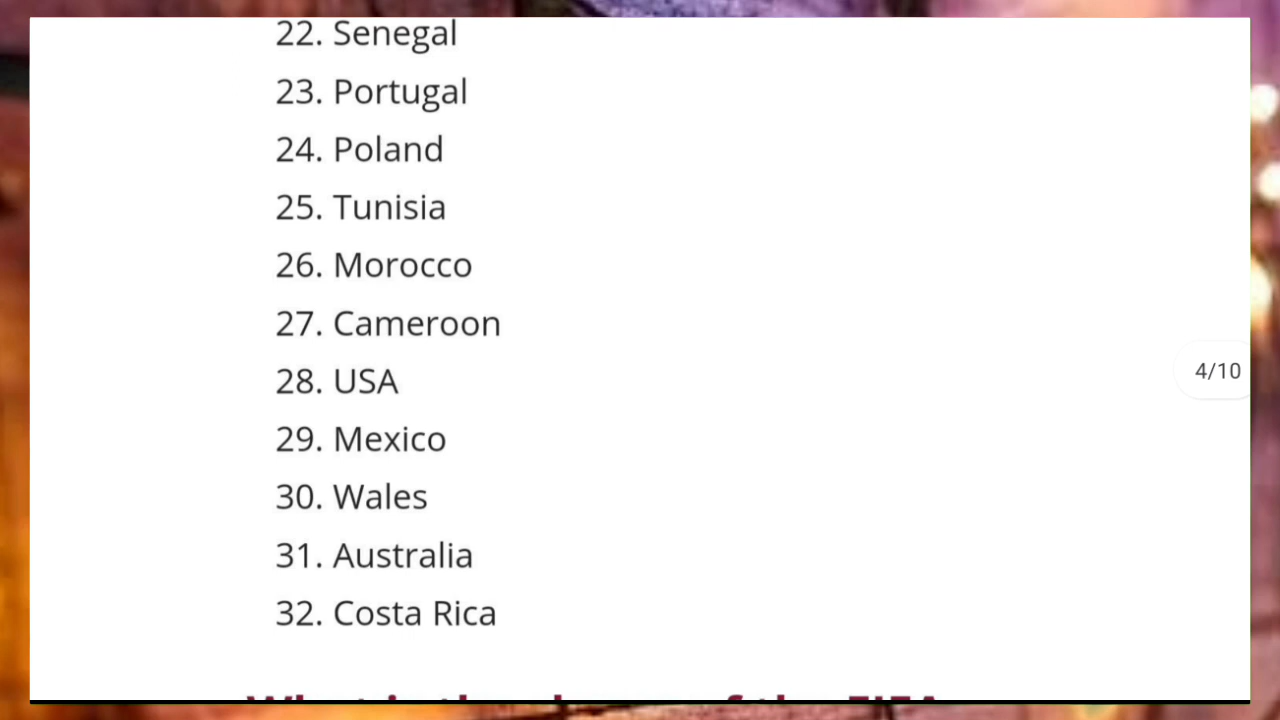 22. Senegal
23. Portugal
24. Poland
25. Tunisia
26. Morocco
27. Cameroon
28. USA
4/10
29. Mexico
30. Wales
31. Australia
32. Costa Rica